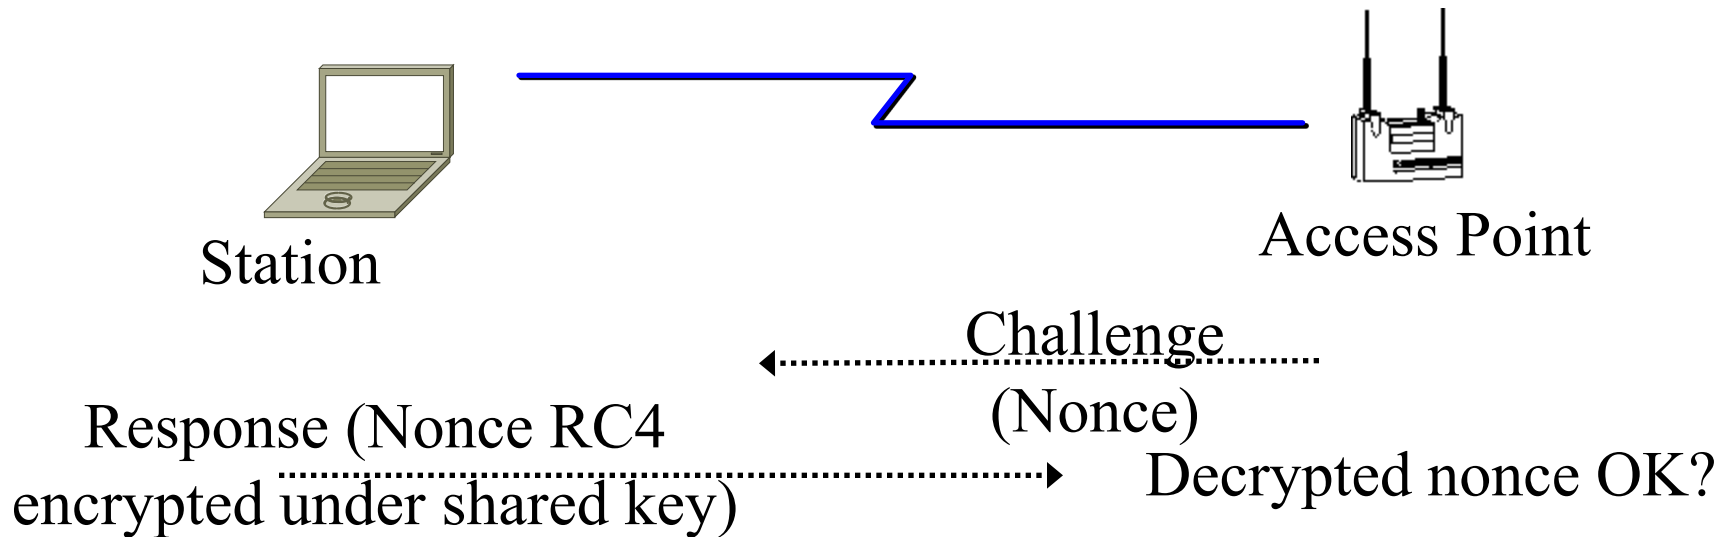 Station
Access Point
Challenge
(Nonce)
Response (Nonce RC4
encrypted under shared key)
Decrypted nonce OK?